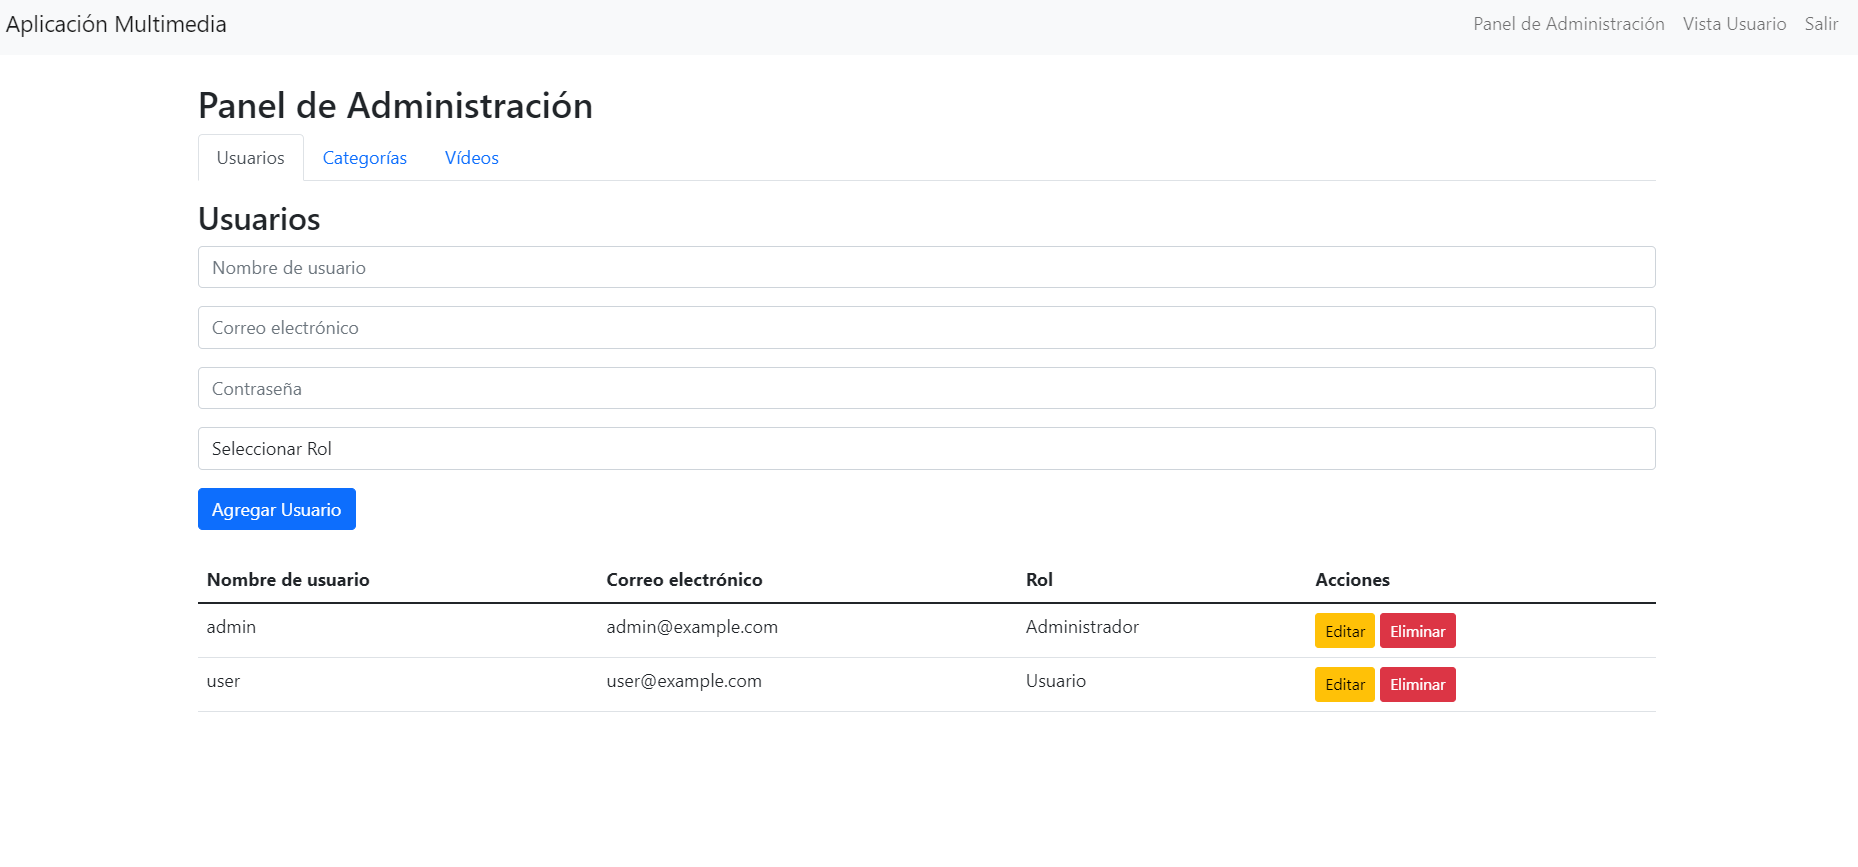 Aplicación Multimedia
Panel de Administración Vista Usuario Salir
Panel de Administración
Usuarios Categorías Vídeos
Usuarios
Nombre de usuario
Correo electrónico
Contraseña
Seleccionar Rol
Agregar Usuario
Nombre de usuario Correo electrónico Rol Acciones
admin admin@example.com Administrador Editar Eliminar
user user@example.com Usuario Editar Eliminar